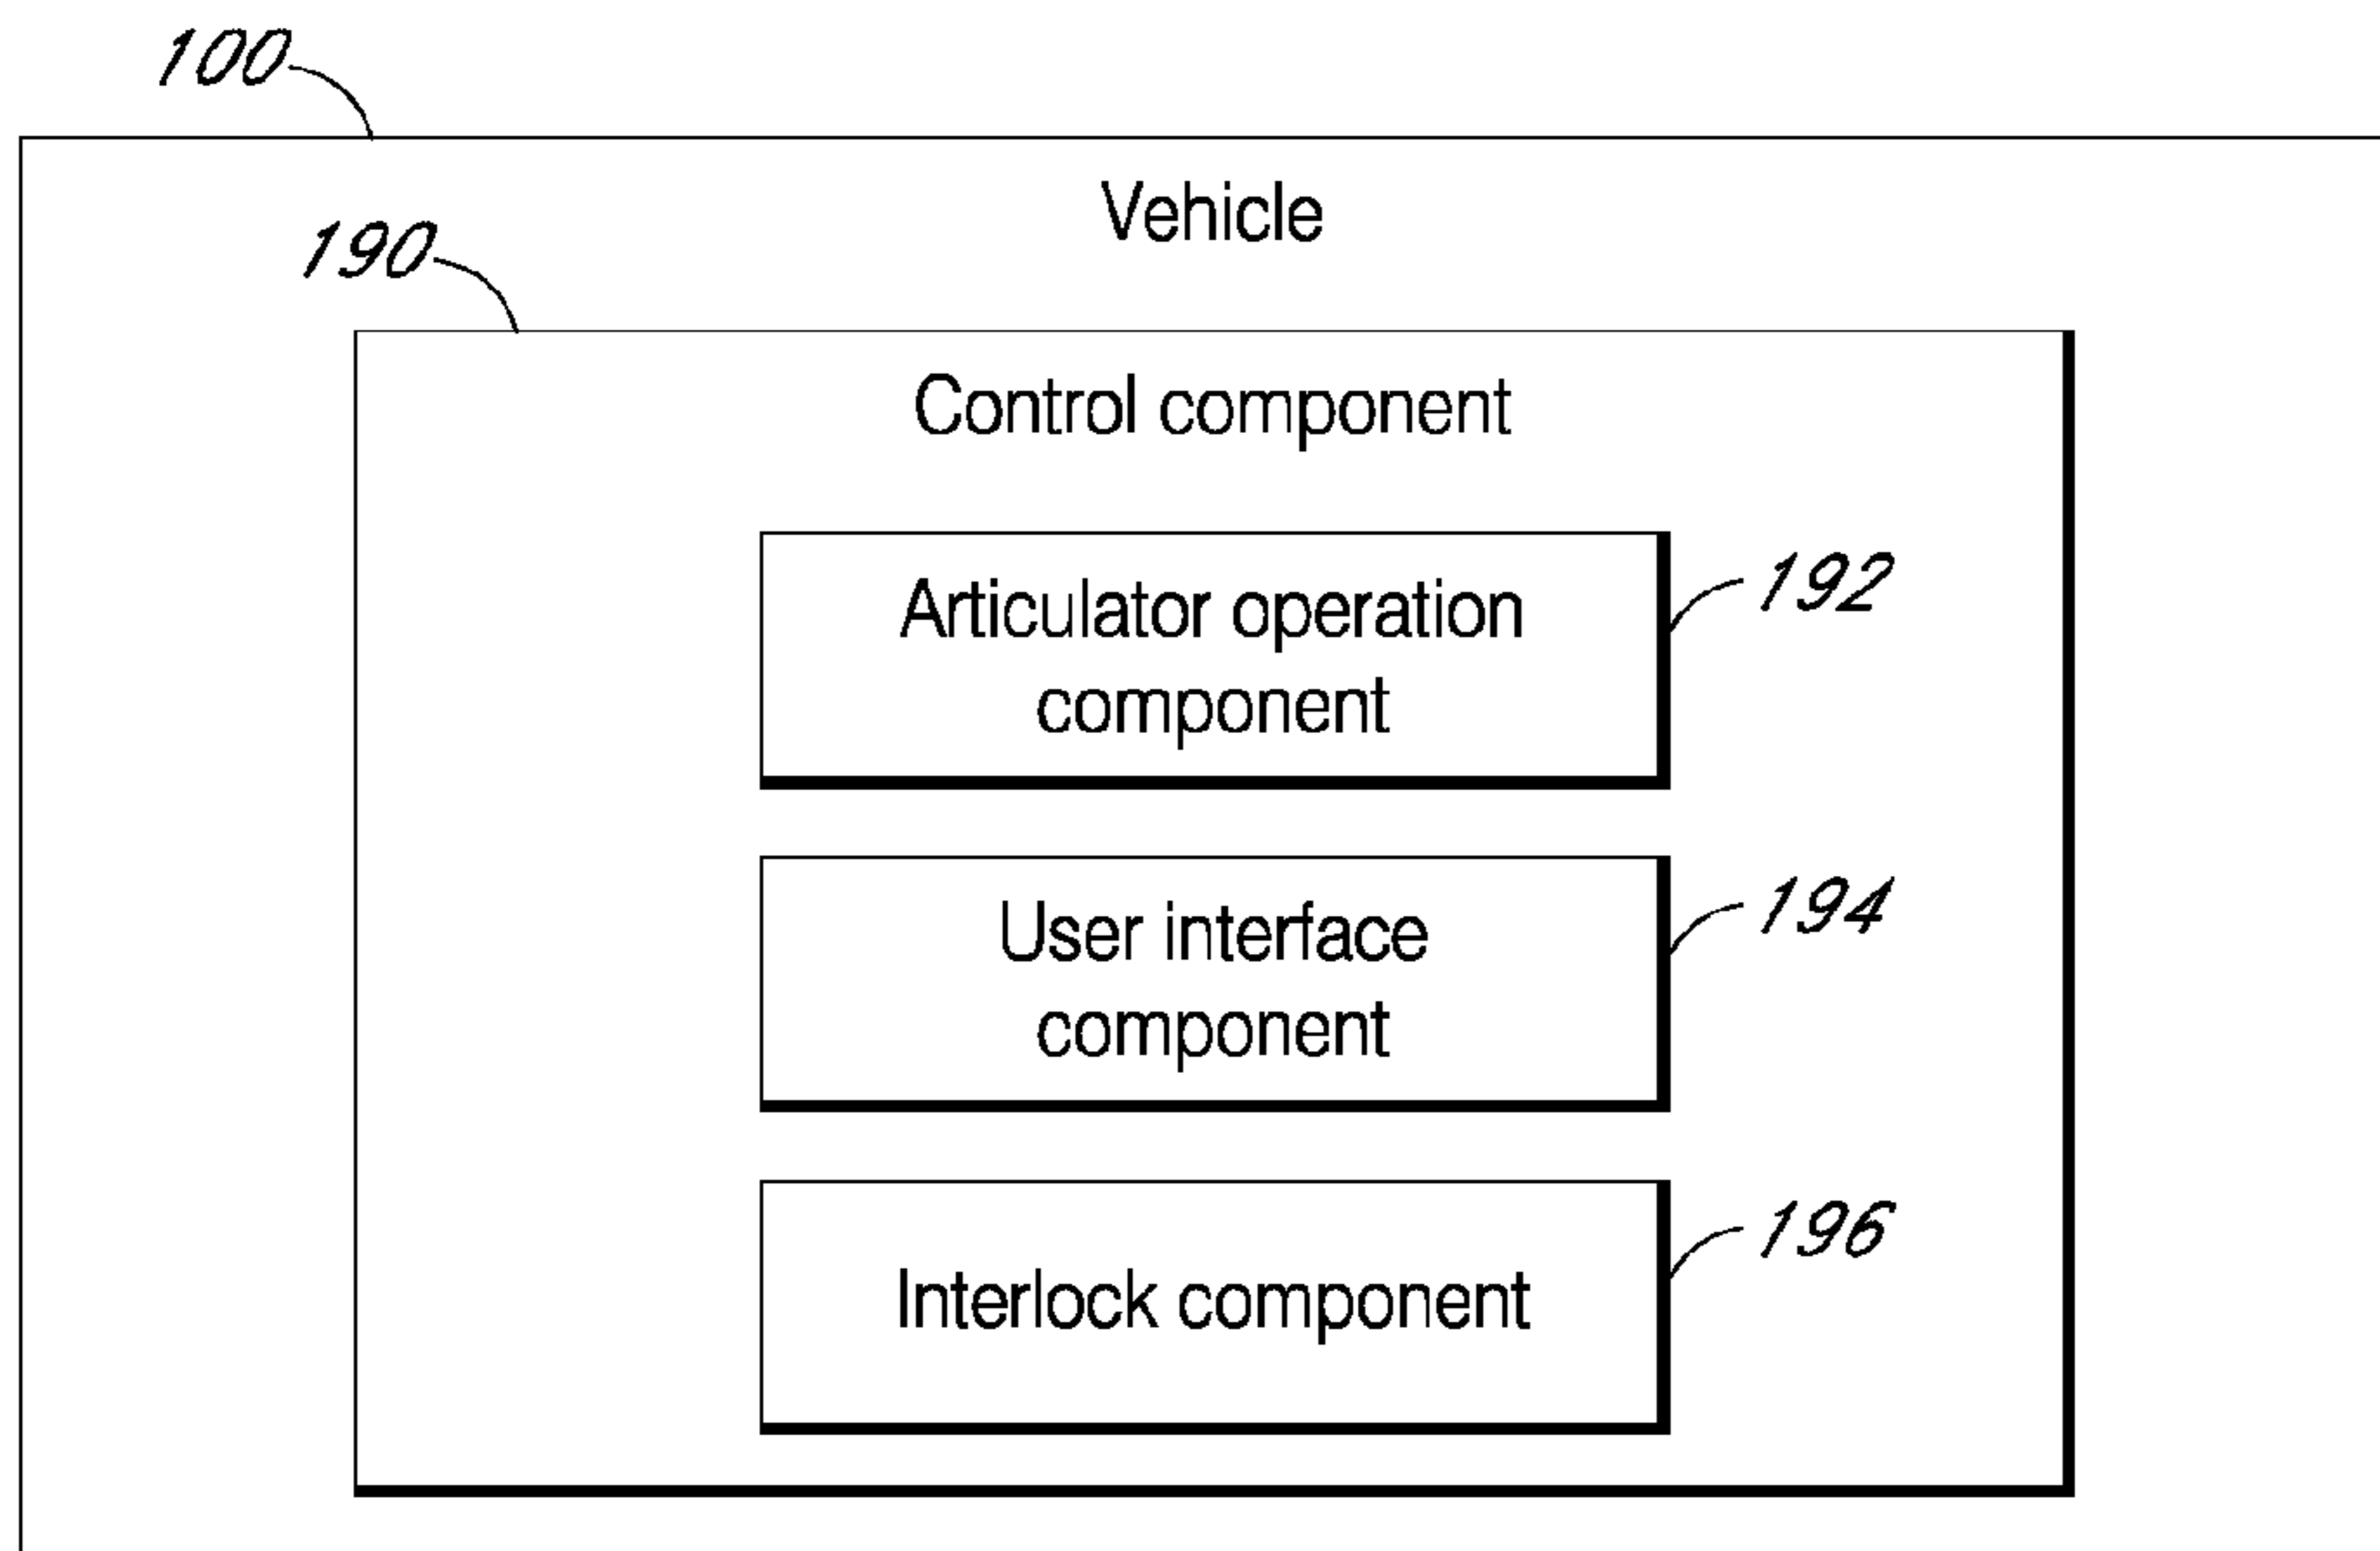 100
Vehicle
190
Control component
Articulator operation
component
192
User interface
component
194
Interlock component
196